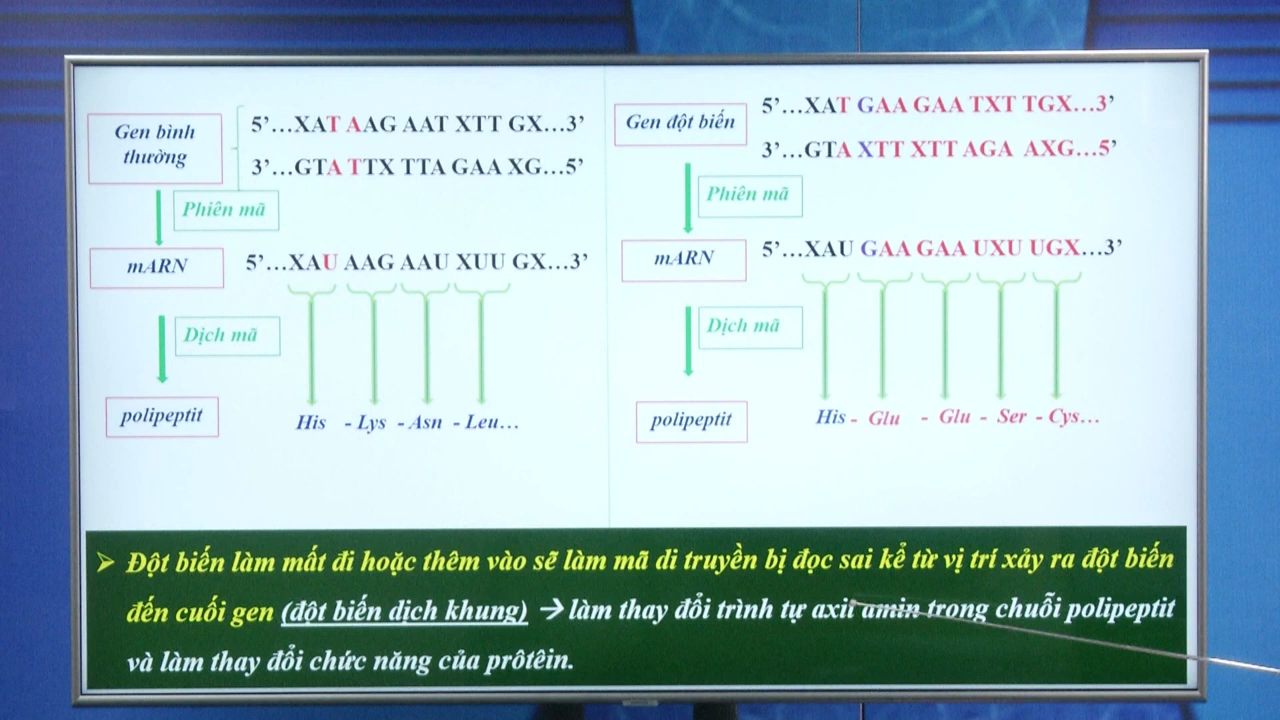 Gen bình
thường
5’…XAT AAG AAT XTT GX…3’
3’…GTA TTX TTA GAA XG…5’
Phiên mã
mARN
5’…XAU AAG AAU XUU GX…3’
Dịch mã
polipeptit
His - Lys - Asn - Leu…
Gen đột biến
5’…XAT GAA GAA TXT TGX…3’
3’…GTA XTT XTT AGA AXG…5’
Phiên mã
mARN
5’…XAU GAA GAA UXU UGX…3’
Dịch mã
polipeptit
His - Glu - Glu - Ser - Cys…
➢ Đột biến làm mất đi hoặc thêm vào sẽ làm mã di truyền bị đọc sai kể từ vị trí xảy ra đột biến
đến cuối gen (đột biến dịch khung) → làm thay đổi trình tự axit amin trong chuỗi polipeptit
và làm thay đổi chức năng của prôtêin.